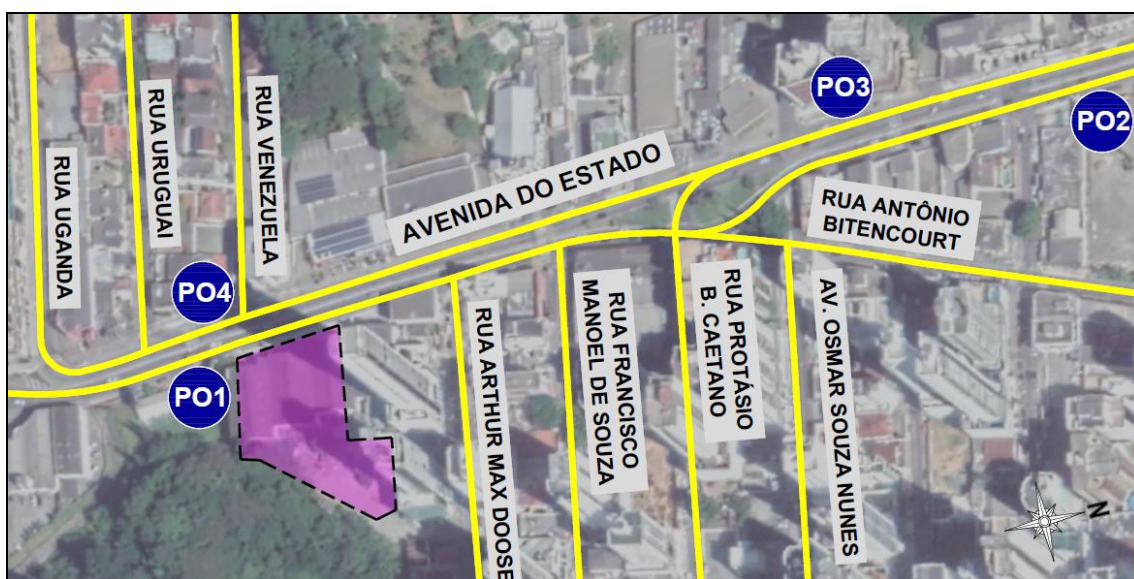 RUA UGANDA
RUA URUGUAI
RUA VENEZUELA
AVENIDA DO ESTADO
PO3
PO2
RUA ANTÔNIO
BITENCOURT
PO4
PO1
RUA ARTHUR MAX DOOSE
RUA FRANCISCO
MANOEL DE SOUZA
RUA PROTÁSIO
B. CAETANO
AV. OSMAR SOUZA NUNES
N